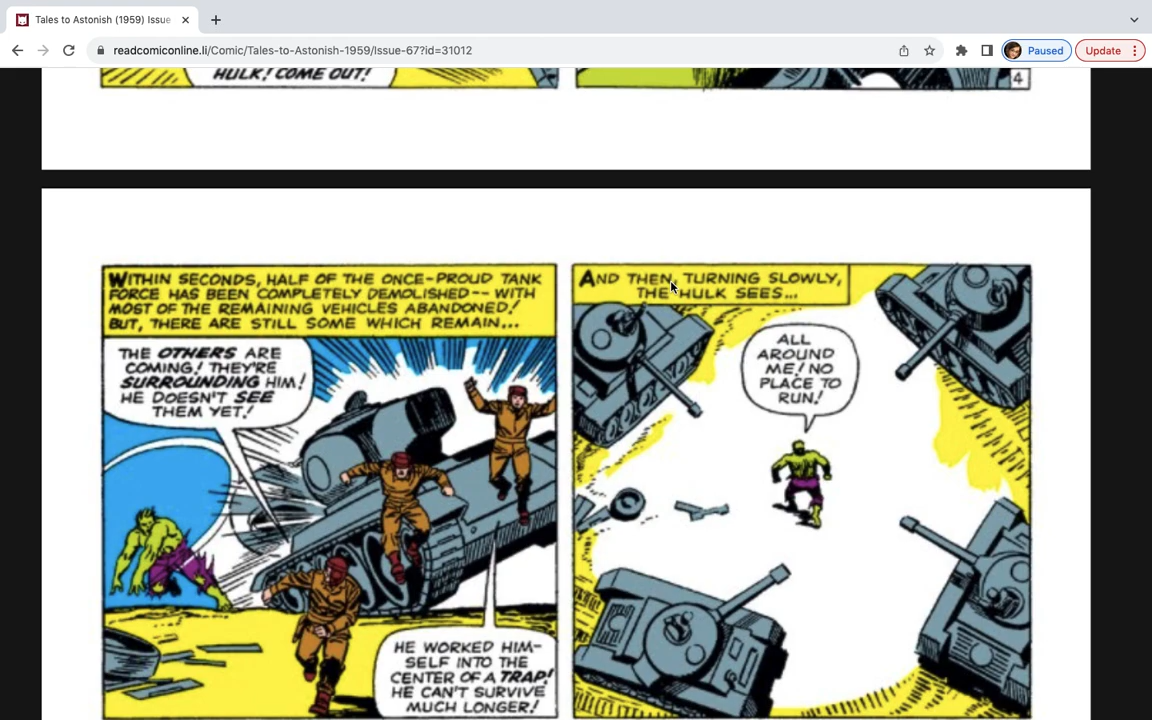 Tales to Astonish (1959) Issue
readcomiconline.li/Comic/Tales-to-Astonish-1959/Issue-67?id=31012
Paused
Update
HULK! COME OUT!
4
WITHIN SECONDS, HALF OF THE ONCE-PROUD TANK
FORCE HAS BEEN COMPLETELY DEMOLISHED-- WITH
MOST OF THE REMAINING VEHICLES ABANDONED!
BUT, THERE ARE STILL SOME WHICH REMAIN...
THE OTHERS ARE
COMING! THEY'RE
SURROUNDING HIM!
HE DOESN'T SEE
THEM YET!
HE WORKED HIM-
SELF INTO THE
CENTER OF A TRAP!
HE CAN'T SURVIVE
MUCH LONGER!
AND THEN, TURNING SLOWLY,
THE HULK SEES...
ALL
AROUND
ME! NO
PLACE TO
RUN!